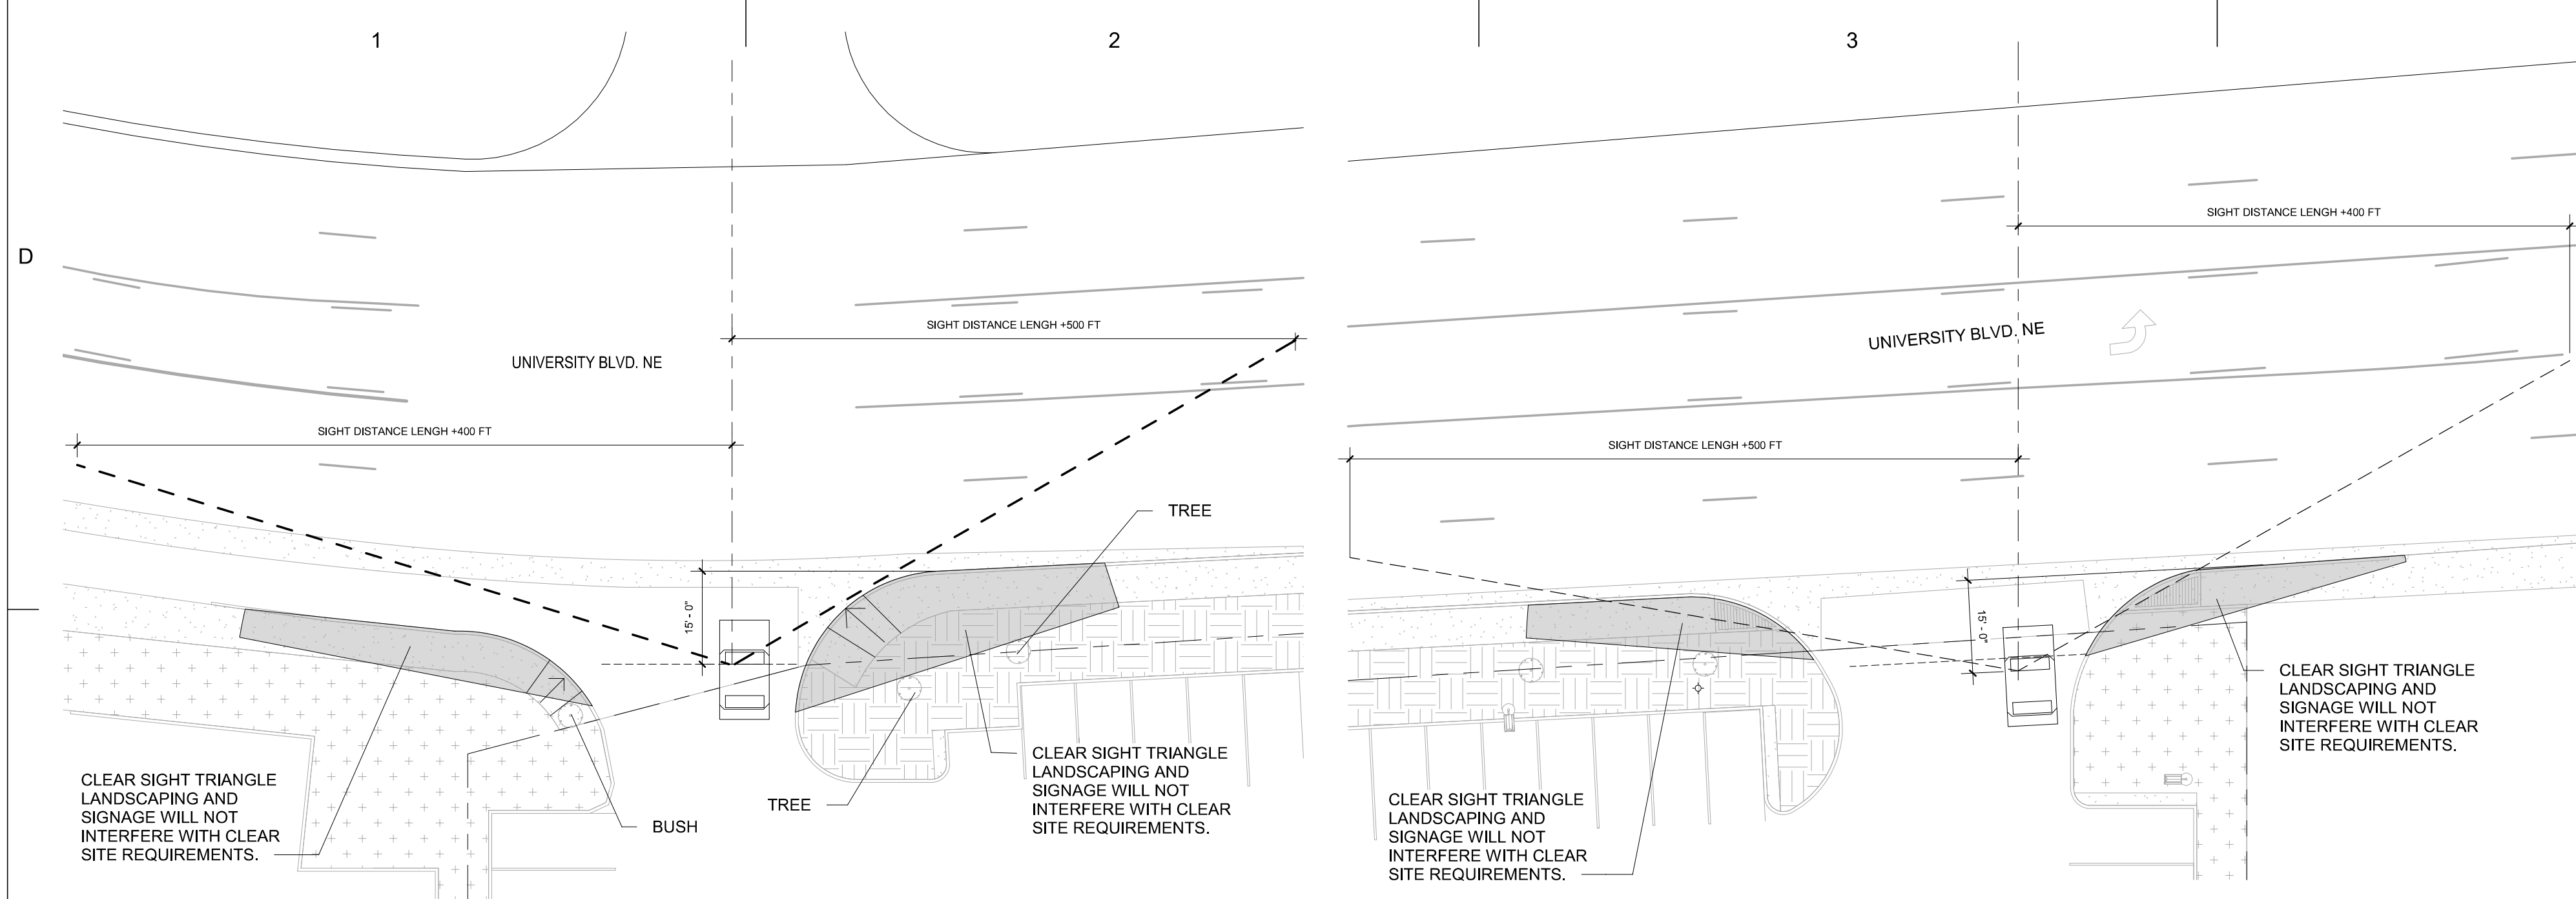 1
2
3
D
SIGHT DISTANCE LENGH +400 FT
SIGHT DISTANCE LENGH +500 FT
UNIVERSITY BLVD. NE
UNIVERSITY BLVD. NE
SIGHT DISTANCE LENGH +400 FT
SIGHT DISTANCE LENGH +500 FT
TREE
15' - 0"
15' - 0"
CLEAR SIGHT TRIANGLE
LANDSCAPING AND
SIGNAGE WILL NOT
INTERFERE WITH CLEAR
SITE REQUIREMENTS.
BUSH
TREE
CLEAR SIGHT TRIANGLE
LANDSCAPING AND
SIGNAGE WILL NOT
INTERFERE WITH CLEAR
SITE REQUIREMENTS.
CLEAR SIGHT TRIANGLE
LANDSCAPING AND
SIGNAGE WILL NOT
INTERFERE WITH CLEAR
SITE REQUIREMENTS.
CLEAR SIGHT TRIANGLE
LANDSCAPING AND
SIGNAGE WILL NOT
INTERFERE WITH CLEAR
SITE REQUIREMENTS.